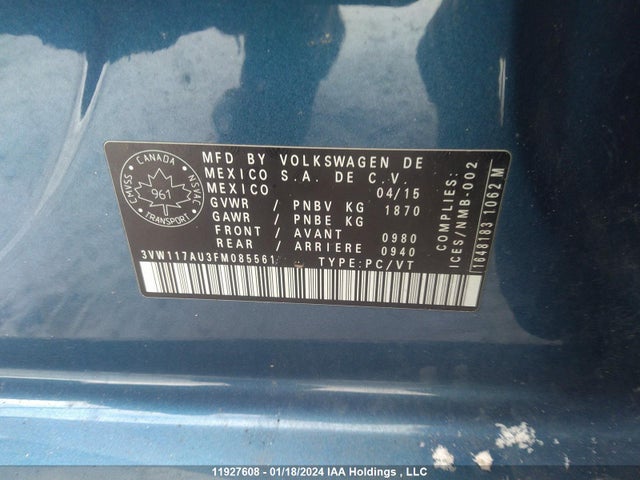 CANADA
CMVSS NSVAC
961
TRANSPORT
MFD BY VOLKSWAGEN DE
MEXICO S.A. DE C.V.
MEXICO 04/15
GVWR / PNBV KG 1870
GAWR / PNBE KG
FRONT / AVANT 0980
REAR / ARRIERE 0940
3VW117AU3FM085561 TYPE:PC/VT
COMPLIES:
ICES/NMB-002
1648183 1062 M
11927608 - 01/18/2024 IAA Holdings , LLC